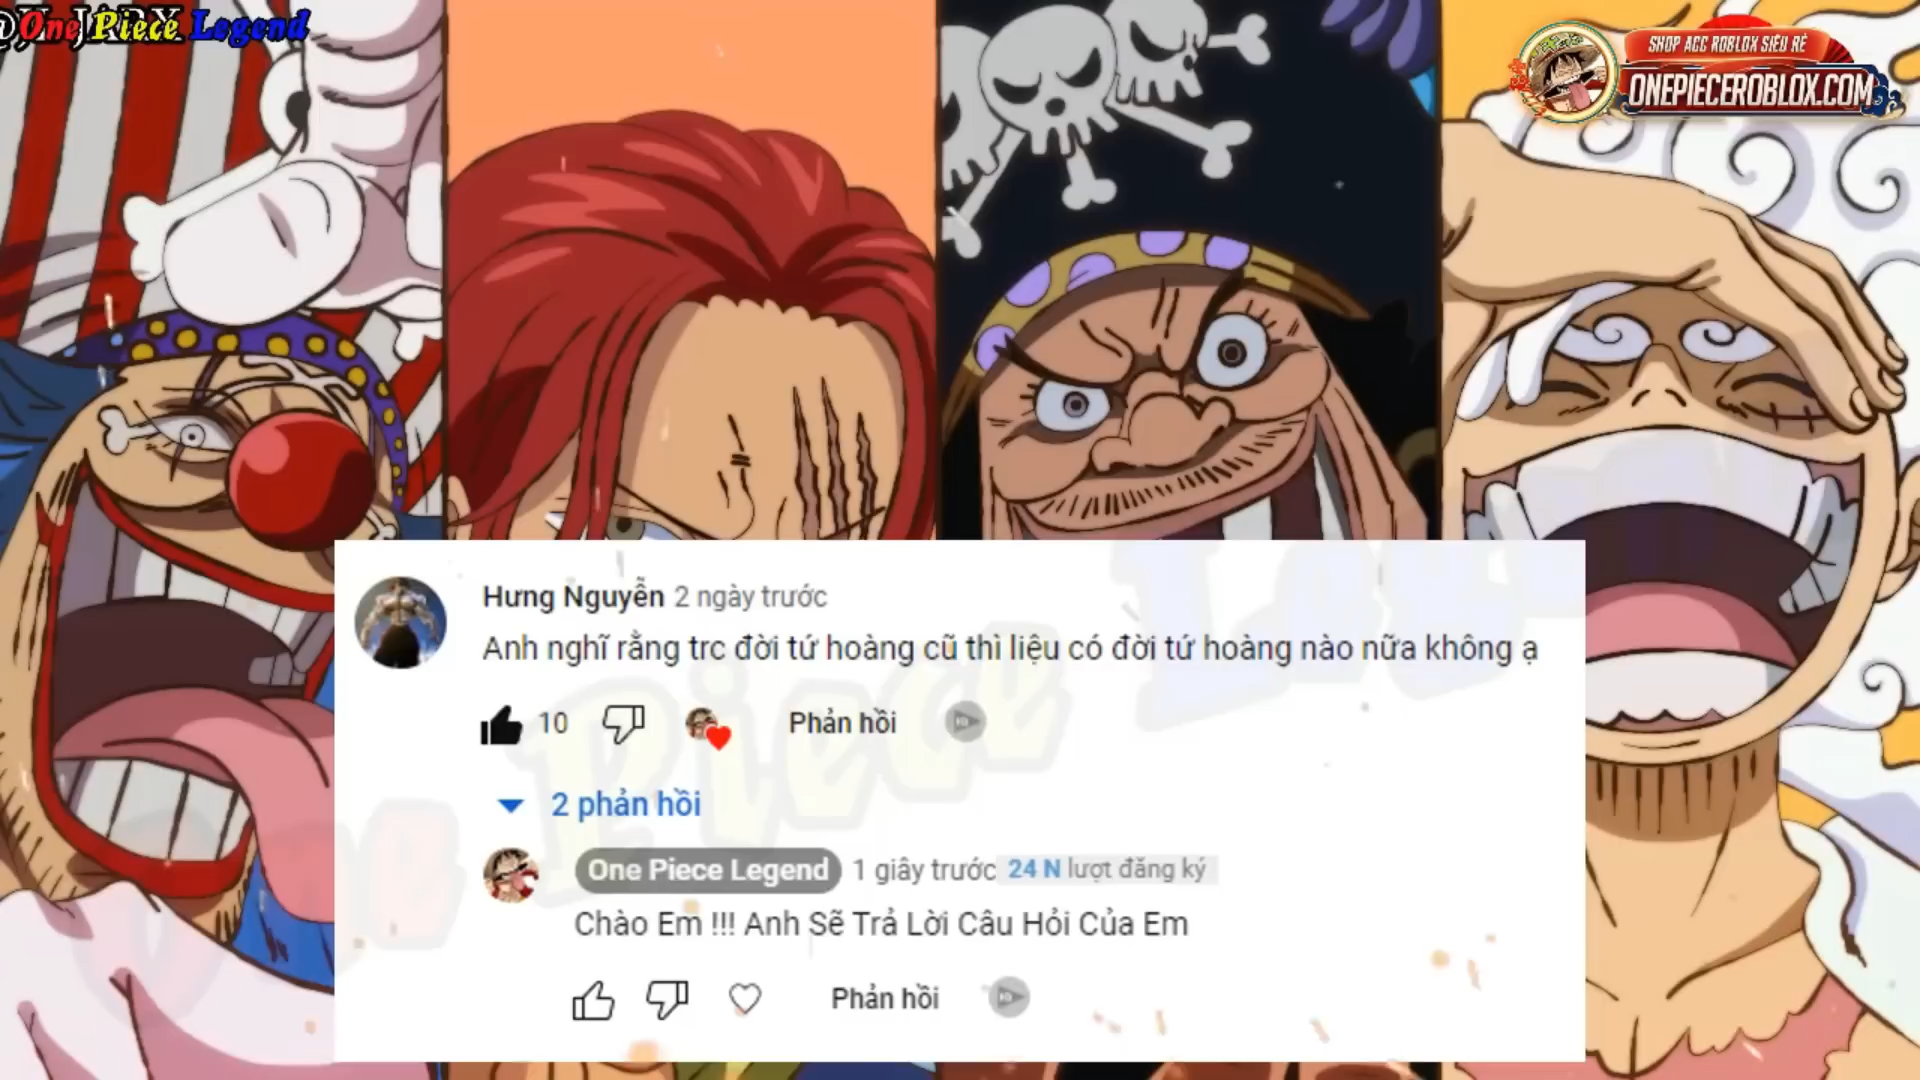 One Piece Legend
SHOP ACC ROBLOX SIÊU RẺ
ONEPIECEROBLOX.COM
Hưng Nguyễn 2 ngày trước
Anh nghĩ rằng trc đời tứ hoàng cũ thì liệu có đời tứ hoàng nào nữa không ạ
10
Phản hồi
2 phản hồi
One Piece Legend 1 giây trước 24 N lượt đăng ký
Chào Em !!! Anh Sẽ Trả Lời Câu Hỏi Của Em
Phản hồi